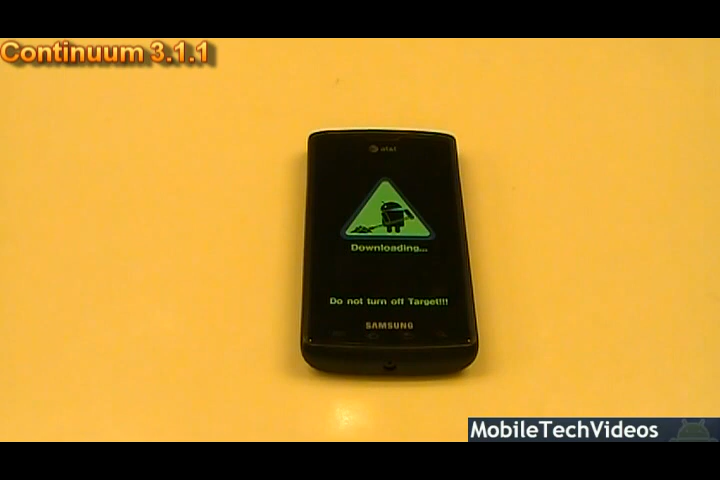 Continuum 3.1.1
at&t
Downloading...
Do not turn off Target!!!
SAMSUNG
MobileTechVideos